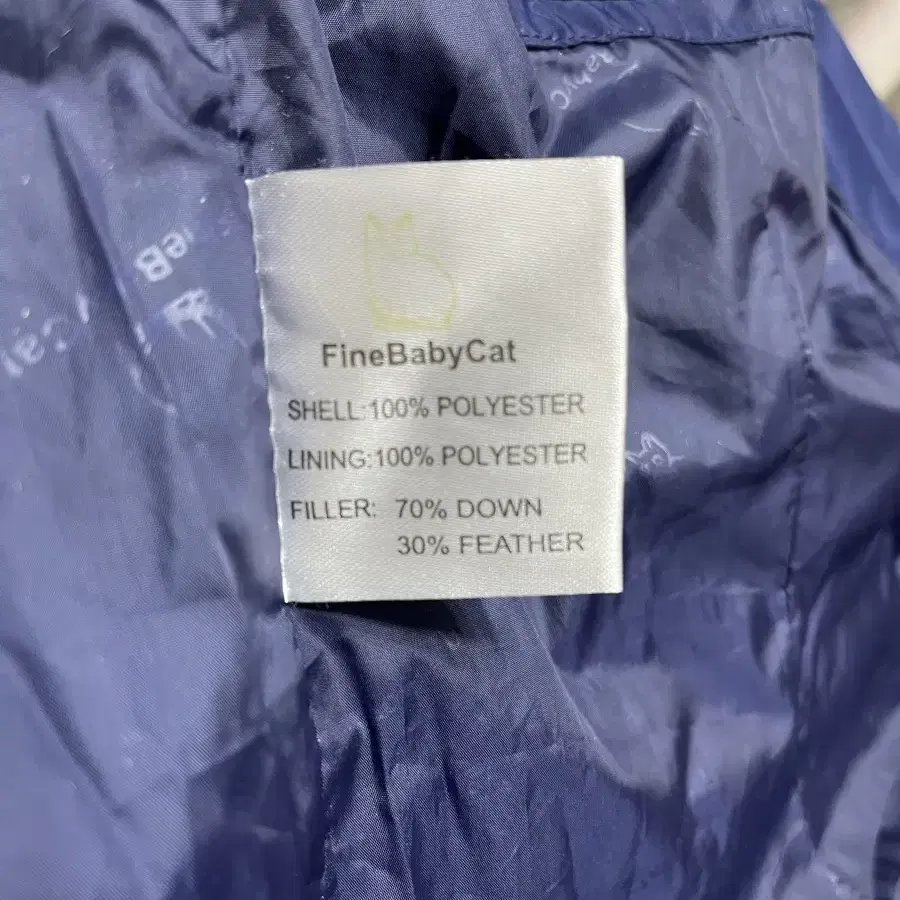 FineBabyCat
SHELL:100% POLYESTER
LINING:100% POLYESTER
FILLER: 70% DOWN
30% FEATHER